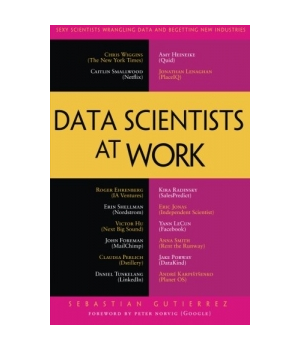 SEXY SCIENTISTS WRANGLING DATA AND BEGETTING NEW INDUSTRIES
CHRIS WIGGINS
(The New York Times)
CAITLIN SMALLWOOD
(Netflix)
AMY HEINEIKE
(Quid)
JONATHAN LENAGHAN
(PlaceIQ)
DATA SCIENTISTS
AT WORK
ROGER EHRENBERG
(IA Ventures)
ERIN SHELLMAN
(Nordstrom)
VICTOR HU
(Next Big Sound)
JOHN FOREMAN
(MailChimp)
CLAUDIA PERLICH
(Dstillery)
DANIEL TUNKELANG
(LinkedIn)
KIRA RADINSKY
(SalesPredict)
ERIC JONAS
(Independent Scientist)
YANN LECUN
(Facebook)
ANNA SMITH
(Rent the Runway)
JAKE PORWAY
(DataKind)
ANDRÉ KARPIŠTŠENKO
(Planet OS)
SEBASTIAN GUTIERREZ
FOREWORD BY PETER NORVIG (GOOGLE)